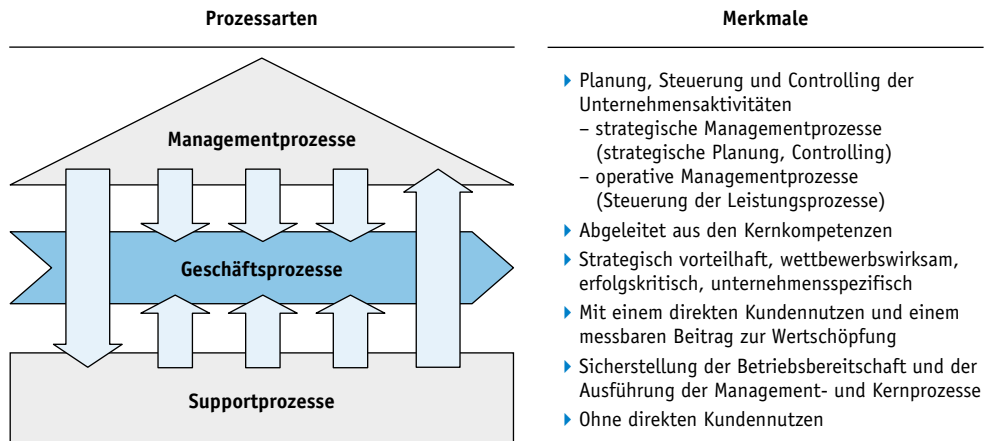 Prozessarten
Managementprozesse
Geschäftsprozesse
Supportprozesse
Merkmale
Planung, Steuerung und Controlling der
Unternehmensaktivitäten
– strategische Managementprozesse
(strategische Planung, Controlling)
– operative Managementprozesse
(Steuerung der Leistungsprozesse)
Abgeleitet aus den Kernkompetenzen
Strategisch vorteilhaft, wettbewerbswirksam,
erfolgskritisch, unternehmensspezifisch
Mit einem direkten Kundennutzen und einem
messbaren Beitrag zur Wertschöpfung
Sicherstellung der Betriebsbereitschaft und der
Ausführung der Management- und Kernprozesse
Ohne direkten Kundennutzen